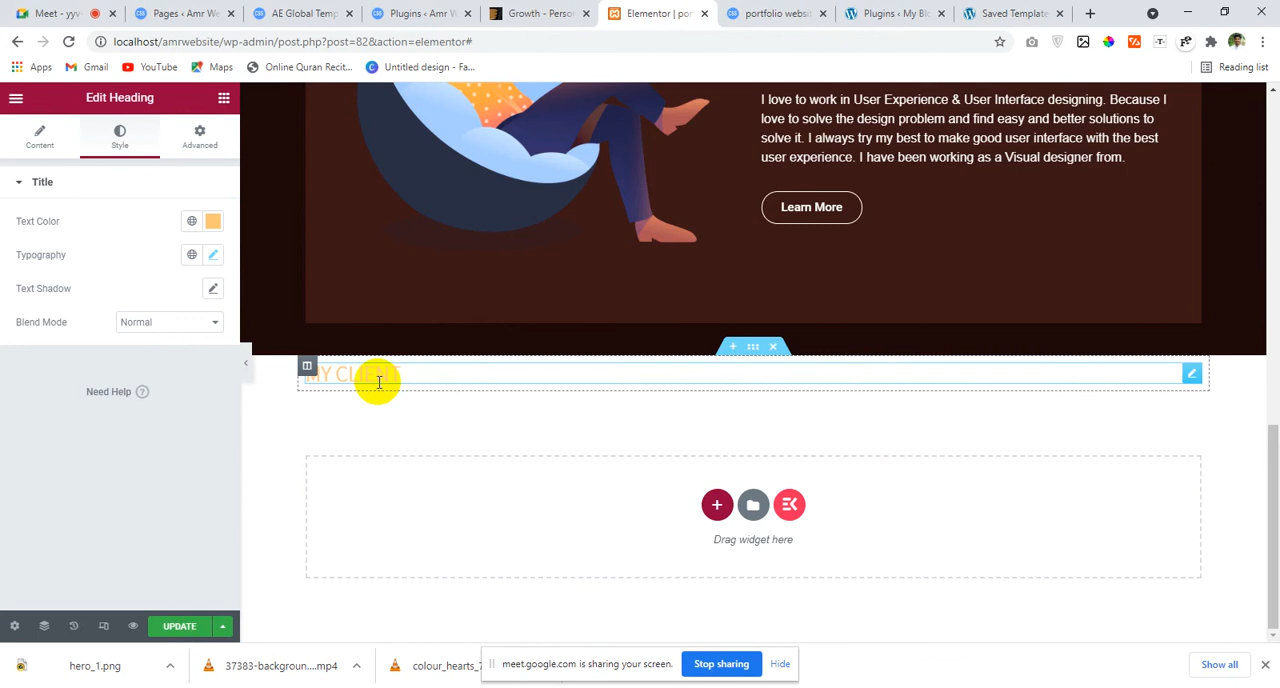 Meet - yyv-
Pages ‹ Amr We
AE Global Temp
Plugins ‹ Amr W
Growth - Person
Elementor | por
portfolio websit
Plugins ‹ My Blo
Saved Template
localhost/amrwebsite/wp-admin/post.php?post=82&action=elementor#
Apps
Gmail
YouTube
Maps
Online Quran Recit...
Untitled design - Fa...
Reading list
Edit Heading
Content
Style
Advanced
Title
Text Color
Typography
Text Shadow
Blend Mode
Normal
Need Help
UPDATE
I love to work in User Experience & User Interface designing. Because I
love to solve the design problem and find easy and better solutions to
solve it. I always try my best to make good user interface with the best
user experience. I have been working as a Visual designer from.
Learn More
MY CLIENT
Drag widget here
hero_1.png
37383-backgroun....mp4
colour_hearts_7
meet.google.com is sharing your screen.
Stop sharing
Hide
Show all